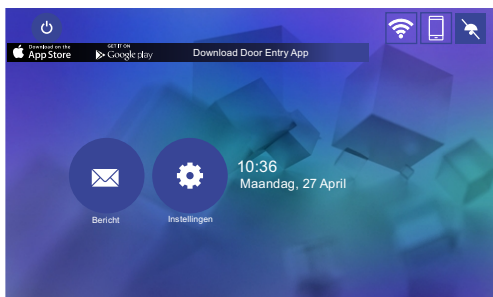 Download on the
App Store
GET IT ON
Google play
Download Door Entry App
10:36
Maandag, 27 April
Bericht
Instellingen